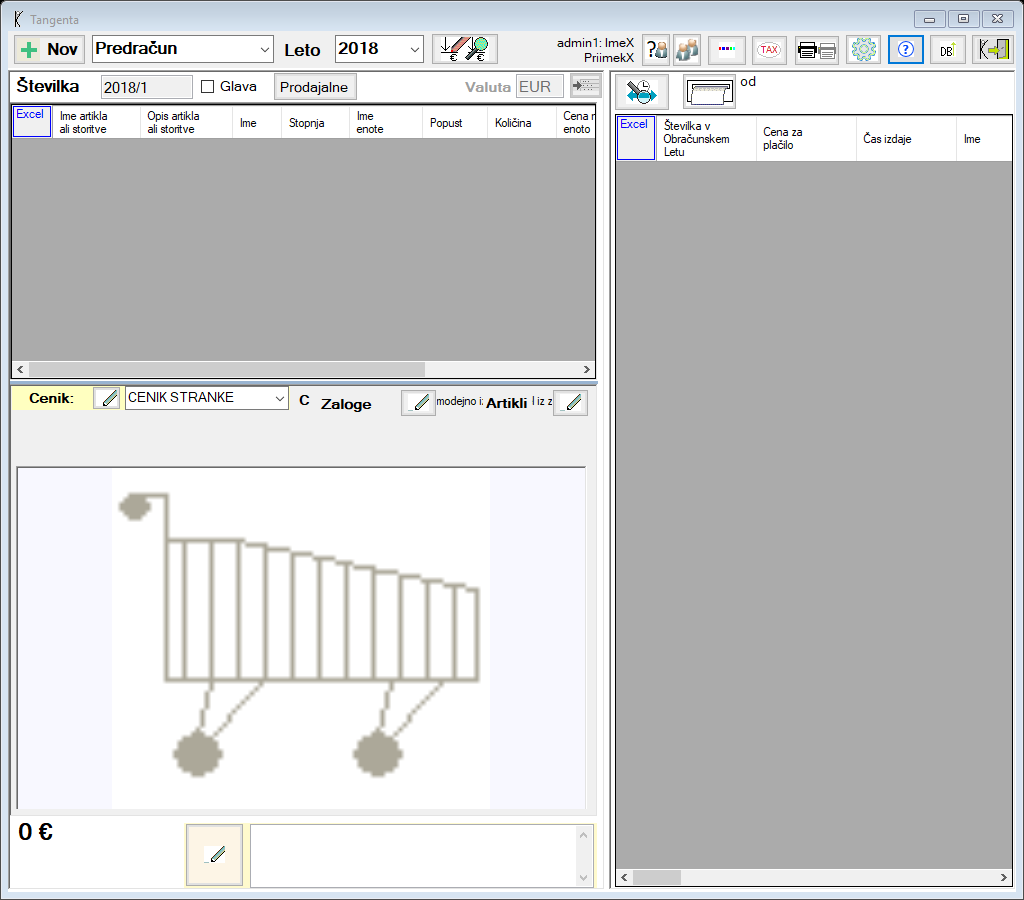 Tangenta
Nov
Predračun
Leto
2018
€
€
admin1: ImeX
PriimekX
?
TAX
?
DB
Številka
2018/1
Glava
Prodajalne
Valuta
EUR
od
Excel
Ime artikla
ali storitve
Opis artikla
ali storitve
Ime
Stopnja
Ime
enote
Popust
Količina
Cena
enoto
Excel
Številka v
Obračunskem
Letu
Cena za
plačilo
Čas izdaje
Ime
Cenik:
CENIK STRANKE
C
Zaloge
modejno i:
Artikli
l iz z
0 €